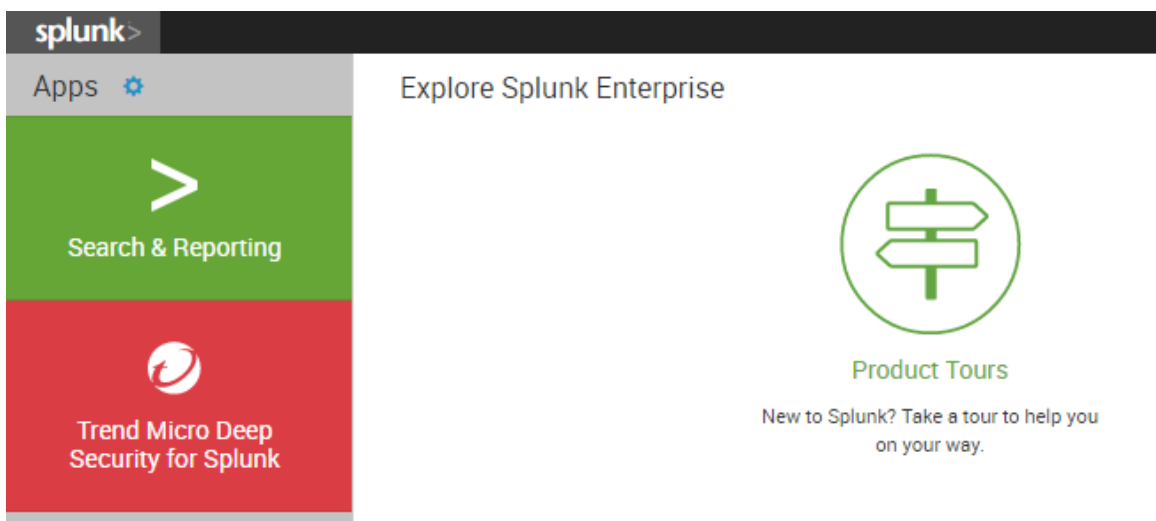 splunk>
Apps
Explore Splunk Enterprise
>
Search & Reporting
Trend Micro Deep
Security for Splunk
Product Tours
New to Splunk? Take a tour to help you
on your way.